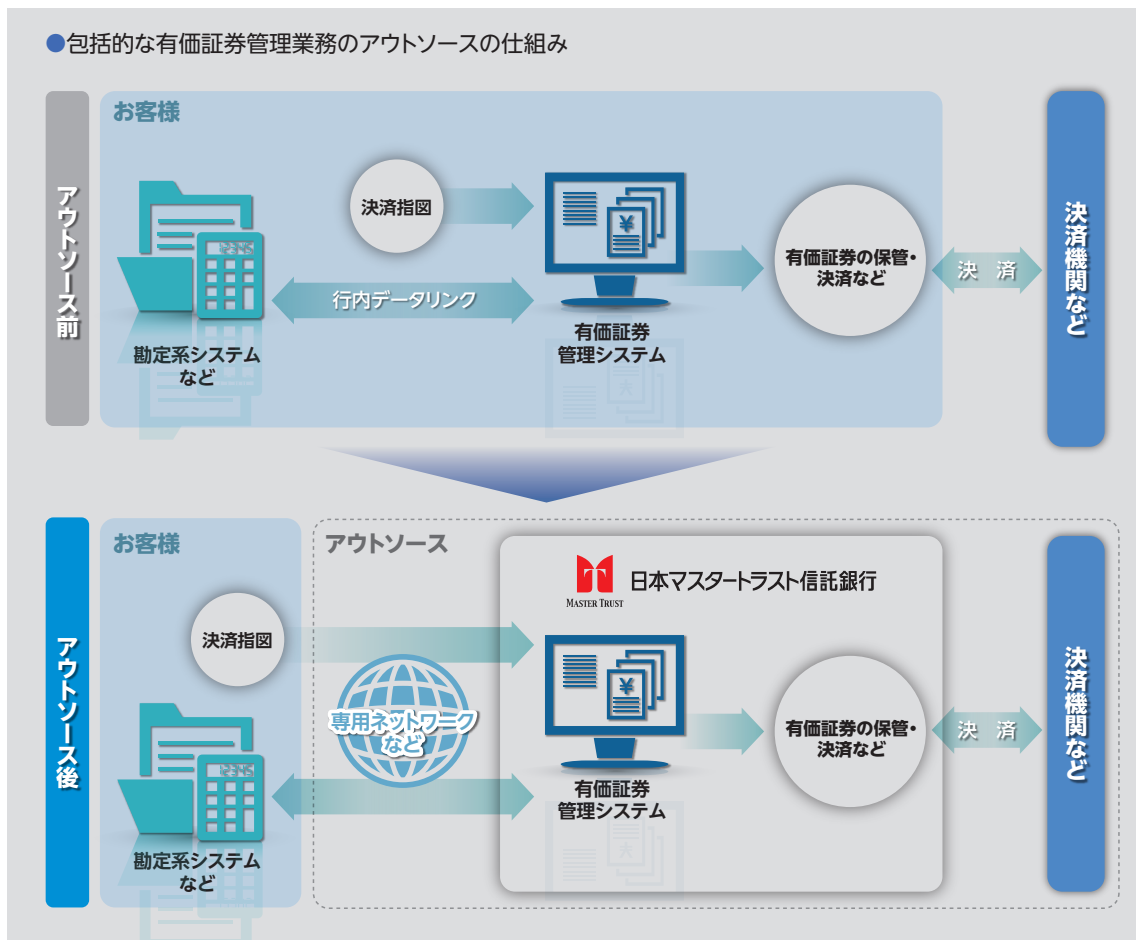 ●包括的な有価証券管理業務のアウトソースの仕組み
アウトソース前
お客様
決済指図
行内データリンク
勘定系システム
など
12345
¥
有価証券
管理システム
有価証券の保管・
決済など
決 済
決済機関など
アウトソース後
お客様
決済指図
勘定系システム
など
12345
アウトソース
専用ネットワーク
など
MASTER TRUST
日本マスタートラスト信託銀行
¥
有価証券
管理システム
有価証券の保管・
決済など
決 済
決済機関など